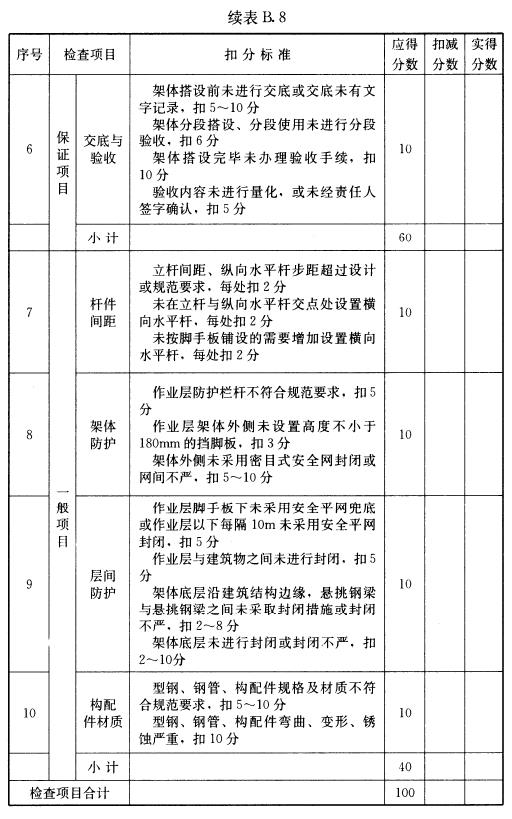 续表 B.8
序号 检查项目 扣分标准 应得分数 扣减分数 实得分数
保证项目
6 交底与验收 10
架体搭设前未进行交底或交底未有文
字记录，扣 5～10 分
架体分段搭设、分段使用未进行分段
验收，扣 6 分
架体搭设完毕未办理验收手续，扣
10 分
验收内容未进行量化，或未经责任人
签字确认，扣 5 分
小计 60
一般项目
7 杆件间距 10
立杆间距、纵向水平杆步距超过设计
或规范要求，每处扣 2 分
未在立杆与纵向水平杆交点处设置横
向水平杆，每处扣 2 分
未按脚手板铺设的需要增加设置横向
水平杆，每处扣 2 分
8 架体防护 10
作业层防护栏杆不符合规范要求，扣 5
分
作业层架体外侧未设置高度不小于
180mm 的挡脚板，扣 3 分
架体外侧未采用密目式安全网封闭或
网间不严，扣 5～10 分
9 层间防护 10
作业层脚手板下未采用安全平网兜底
或作业层以下每隔 10m 未采用安全平网
封闭，扣 5 分
作业层与建筑物之间未进行封闭，扣 5
分
架体底层沿建筑结构边缘，悬挑钢梁
与悬挑钢梁之间未采取封闭措施或封闭
不严，扣 2～8 分
架体底层未进行封闭或封闭不严，扣
2～10分
10 构配件材质 10
型钢、钢管、构配件规格及材质不符
合规范要求，扣 5～10 分
型钢、钢管、构配件弯曲、变形、锈
蚀严重，扣 10 分
小计 40
检查项目合计 100